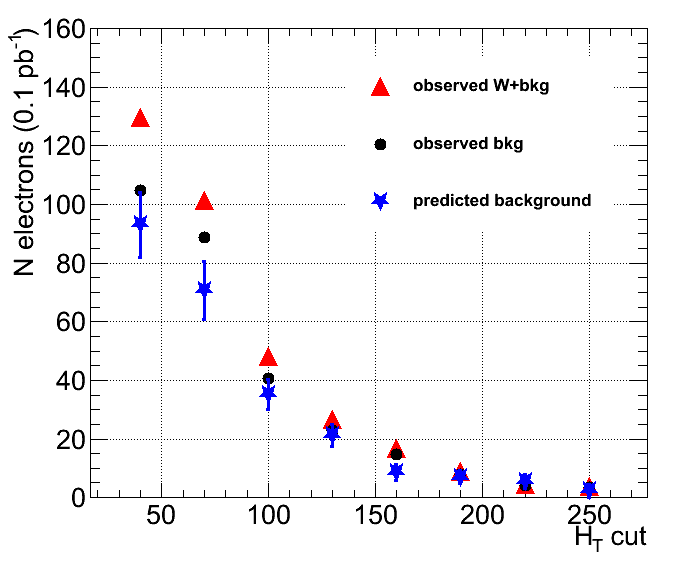 N electrons (0.1 pb⁻¹)
160
140
120
100
80
60
40
20
0
observed W+bkg
observed bkg
predicted background
50 100 150 200 250
H_T cut